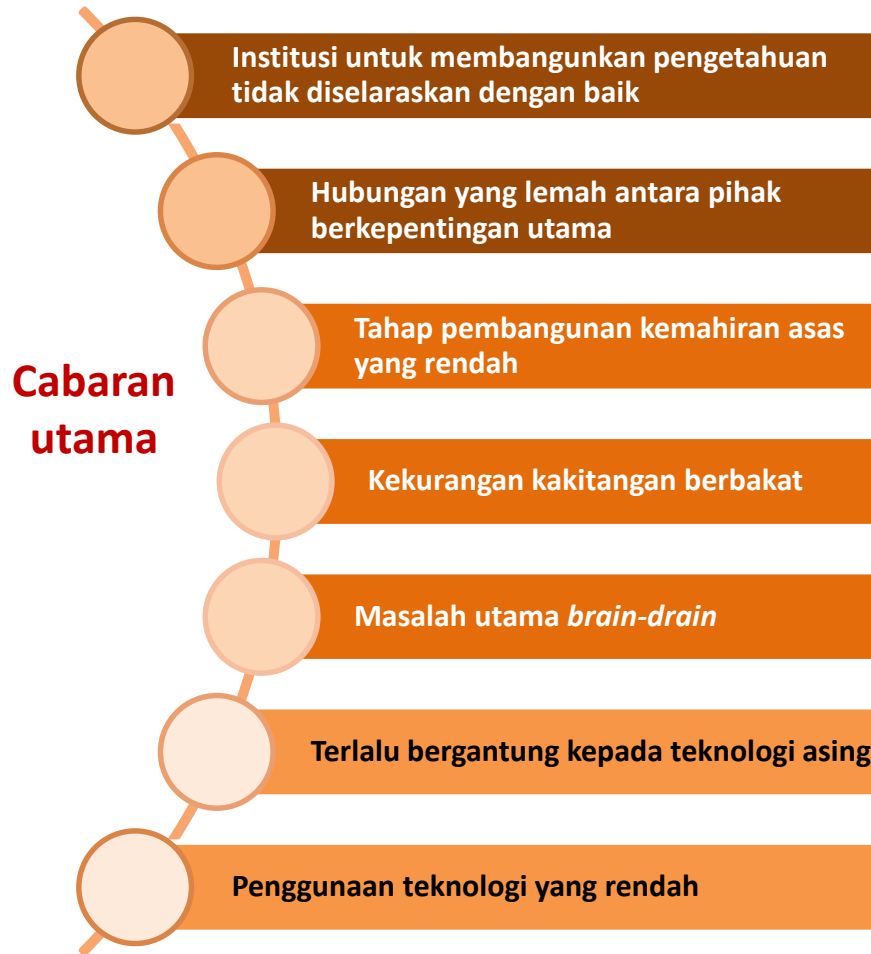 Institusi untuk membangunkan pengetahuan
tidak diselaraskan dengan baik
Hubungan yang lemah antara pihak
berkepentingan utama
Tahap pembangunan kemahiran asas
yang rendah
Cabaran
utama
Kekurangan kakitangan berbakat
Masalah utama brain-drain
Terlalu bergantung kepada teknologi asing
Penggunaan teknologi yang rendah